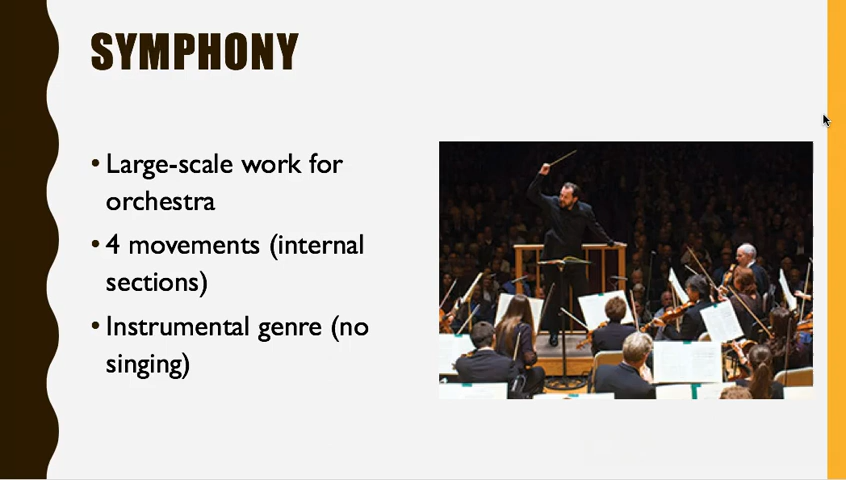 SYMPHONY
• Large-scale work for
orchestra
• 4 movements (internal
sections)
• Instrumental genre (no
singing)